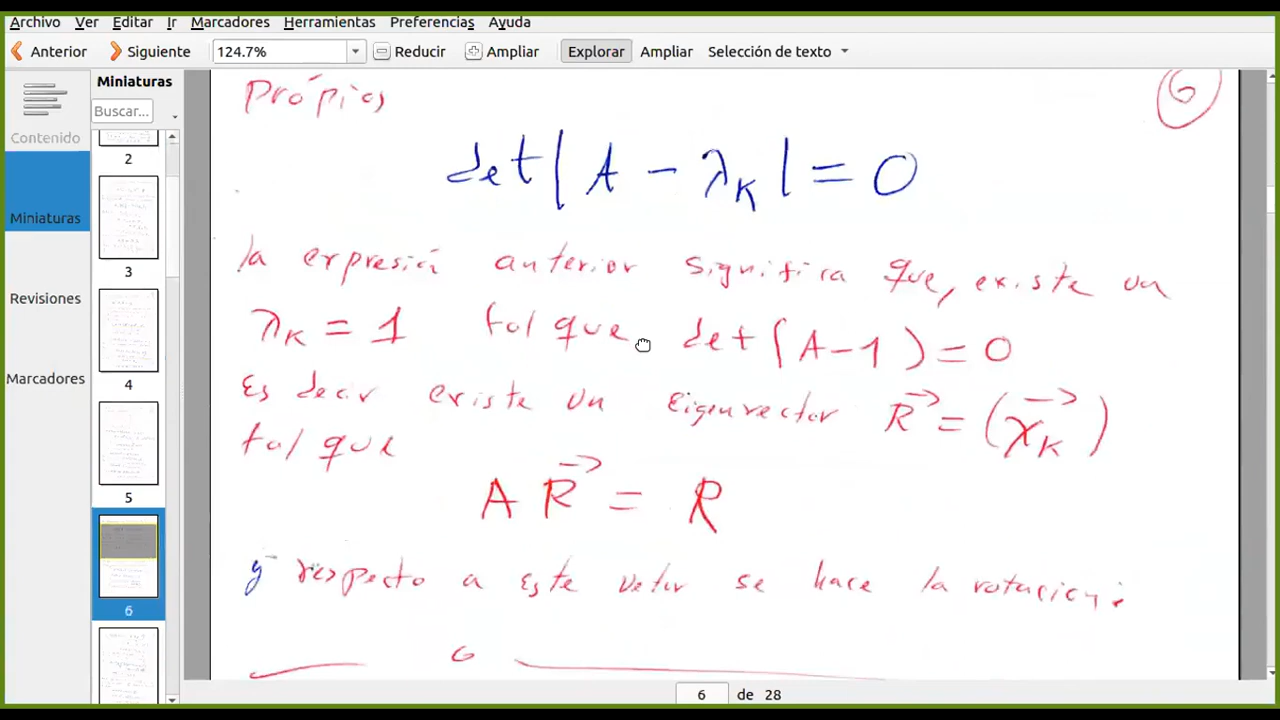 Archivo Ver Editar Ir Marcadores Herramientas Preferencias Ayuda
Anterior Siguiente 124.7% Reducir Ampliar Explorar Ampliar Selección de texto
Contenido
Miniaturas
Revisiones
Marcadores
Miniaturas
Buscar...
2
3
4
5
6
Própios
6
det|A - λK| = 0
la expresión anterior significa que, existe un
λK = 1 tal que det(A-1) = 0
Es decir existe un Eigenvector R⃗ = (x⃗K)
tal que
A R⃗ = R
y respecto a Este vetor se hace la rotación.
6 de 28